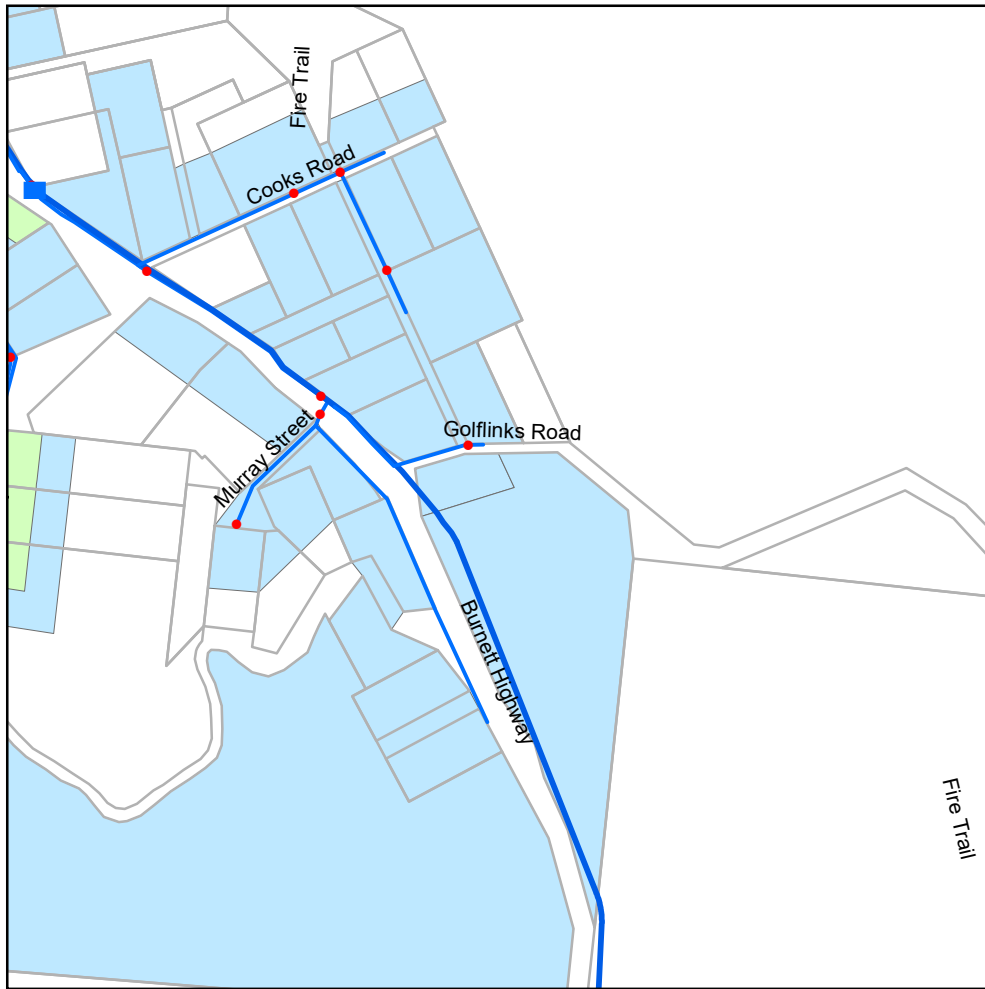 Fire Trail
Cooks Road
Golflinks Road
Murray Street
Burnett Highway
Fire Trail